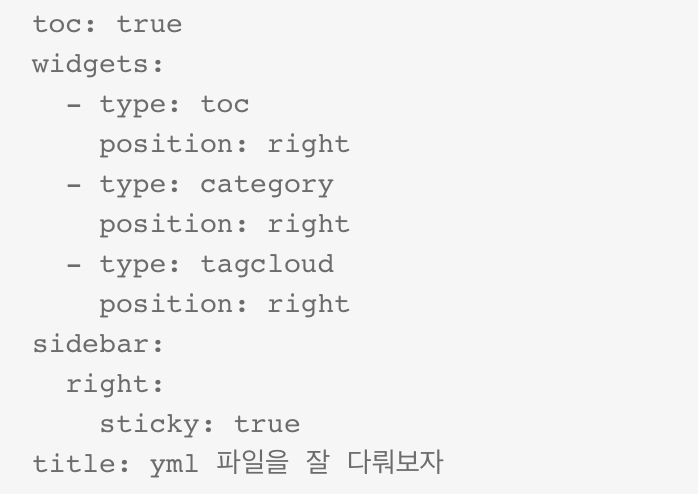 toc: true
widgets:
  - type: toc
    position: right
  - type: category
    position: right
  - type: tagcloud
    position: right
sidebar:
  right:
    sticky: true
title: yml 파일을 잘 다뤄보자